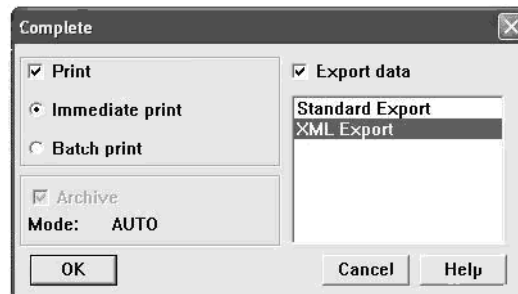 Complete
Print
Immediate print
Batch print
Archive
Mode: AUTO
Export data
Standard Export
XML Export
OK
Cancel
Help